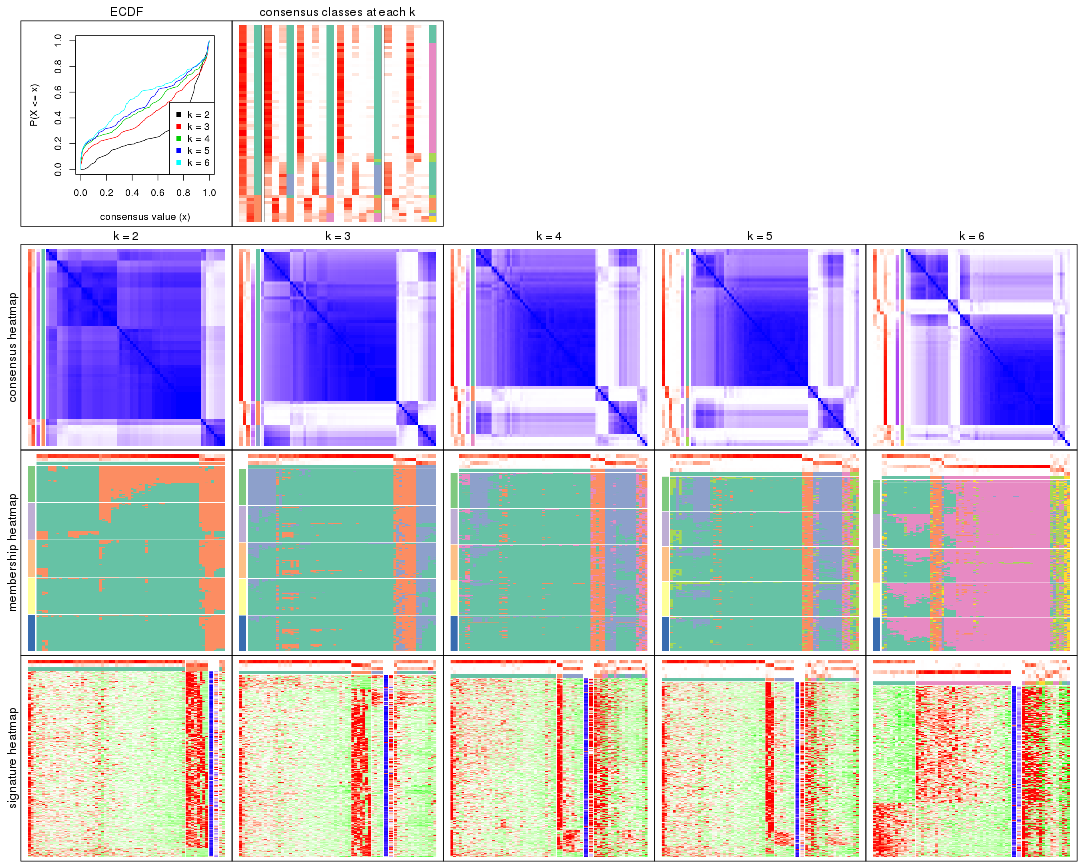 ECDF
consensus classes at each k
P(X <= x)
0.0 0.2 0.4 0.6 0.8 1.0
k = 2
k = 3
k = 4
k = 5
k = 6
0.0 0.2 0.4 0.6 0.8 1.0
consensus value (x)
k = 2
k = 3
k = 4
k = 5
k = 6
consensus heatmap
membership heatmap
signature heatmap